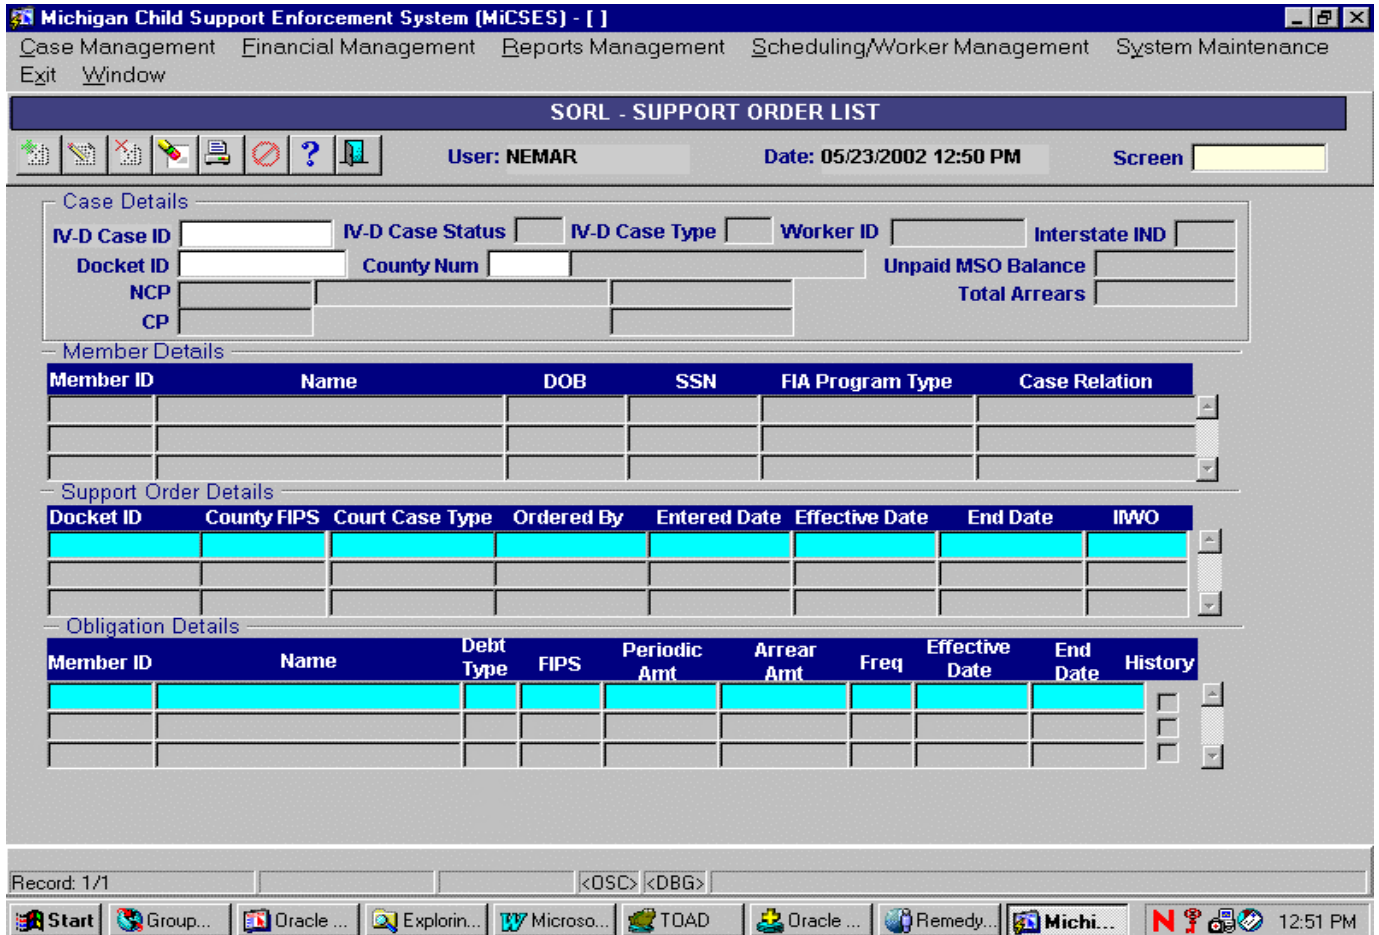 Michigan Child Support Enforcement System (MiCSES) - [ ]
Case Management Financial Management Reports Management Scheduling/Worker Management System Maintenance
Exit Window
SORL - SUPPORT ORDER LIST
User: NEMAR Date: 05/23/2002 12:50 PM Screen
Case Details
IV-D Case ID IV-D Case Status IV-D Case Type Worker ID Interstate IND
Docket ID County Num Unpaid MSO Balance
NCP Total Arrears
CP
Member Details
Member ID Name DOB SSN FIA Program Type Case Relation
Support Order Details
Docket ID County FIPS Court Case Type Ordered By Entered Date Effective Date End Date IIWO
Obligation Details
Member ID Name Debt Type FIPS Periodic Amt Arrear Amt Freq Effective Date End Date History
Record: 1/1 <OSC> <DBG>
Start Group... Oracle ... Explorin... Microso... TOAD Oracle ... Remedy... Michi... N 12:51 PM